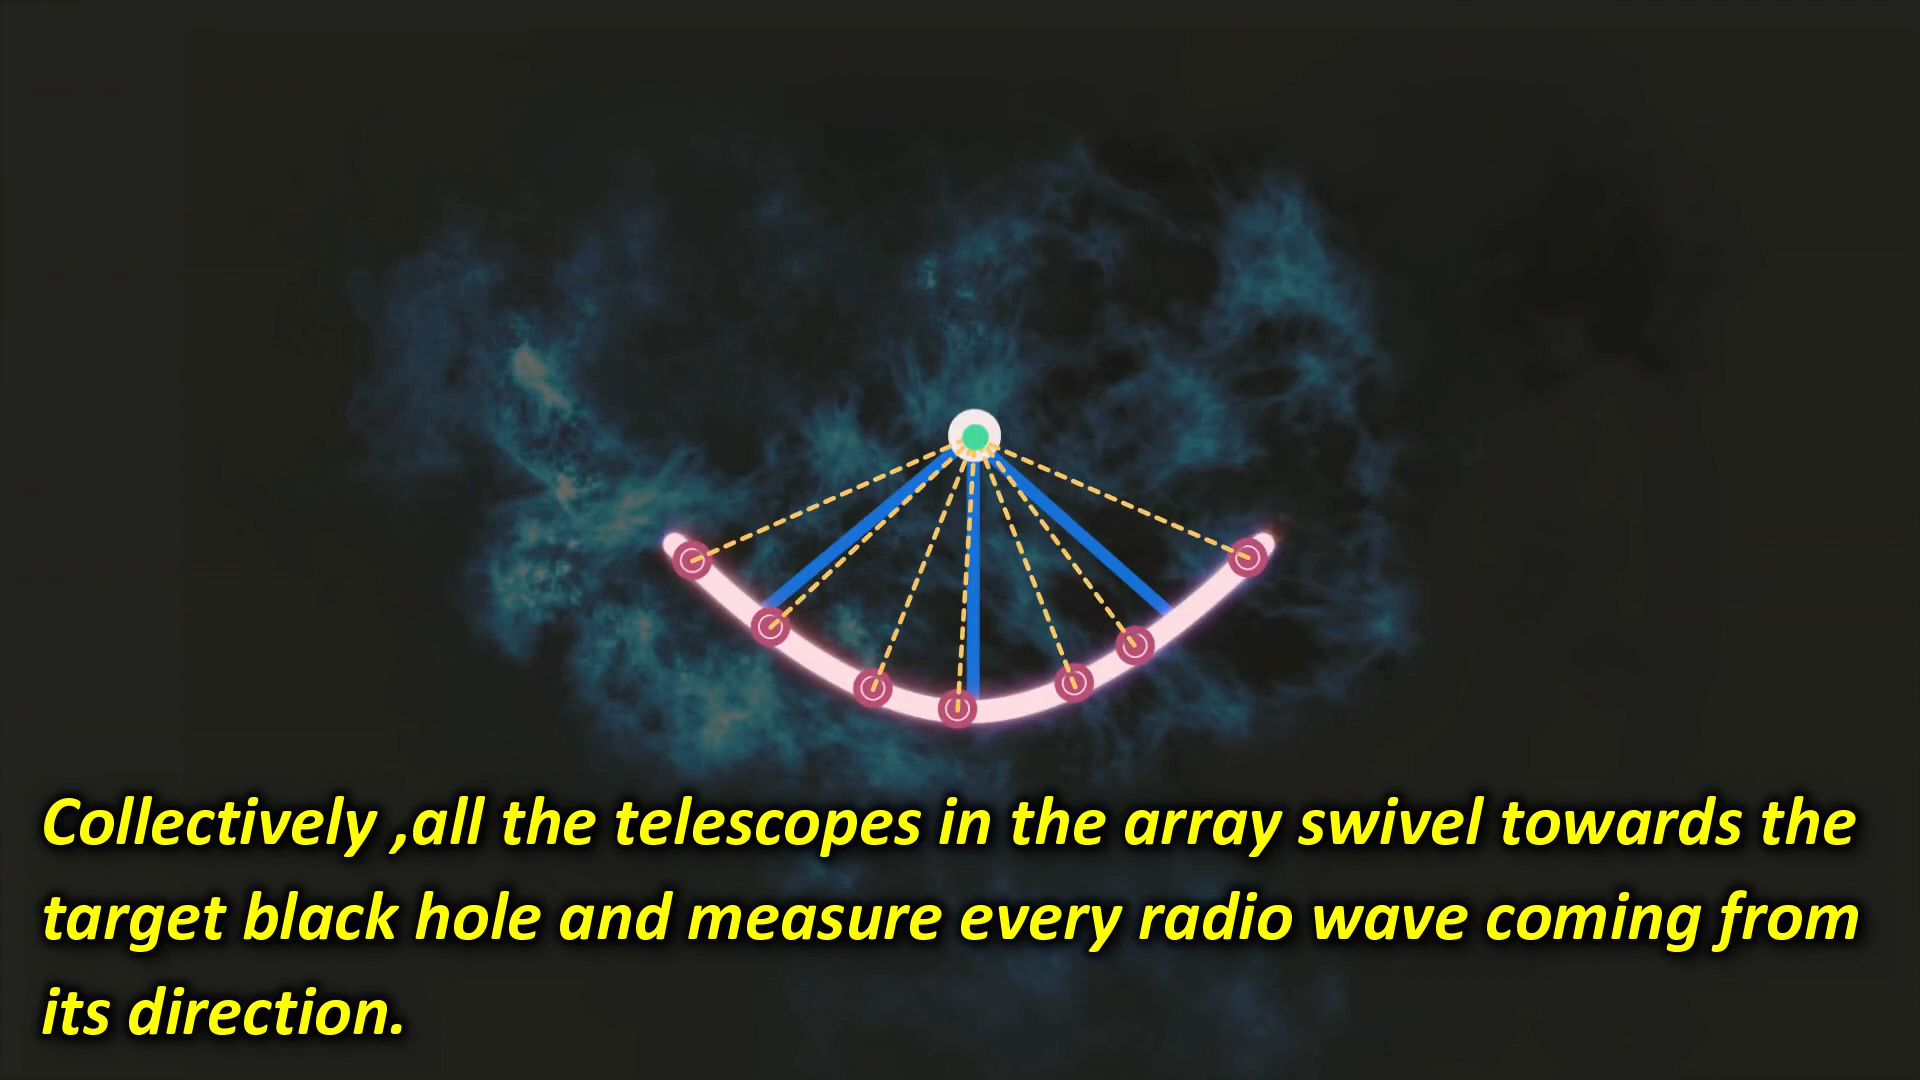 Collectively ,all the telescopes in the array swivel towards the
target black hole and measure every radio wave coming from
its direction.